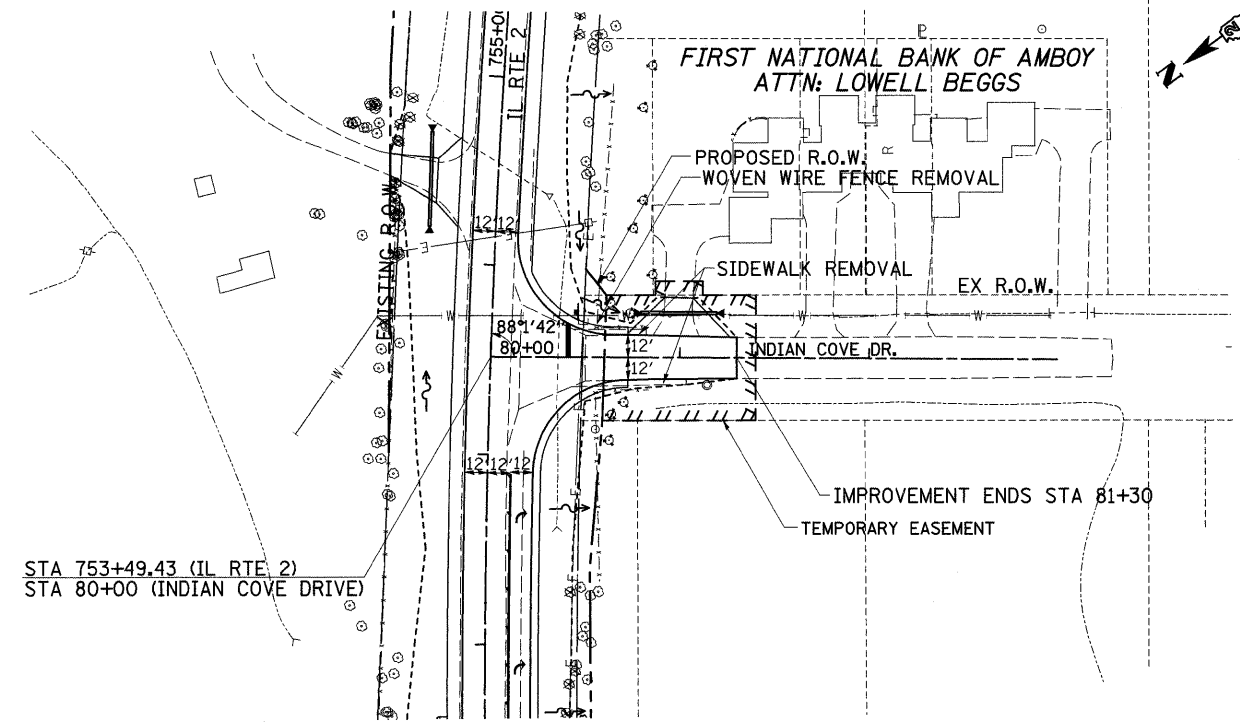 755+00
IL RTE 2
FIRST NATIONAL BANK OF AMBOY
ATTN: LOWELL BEGGS
N
P
R
PROPOSED R.O.W.
WOVEN WIRE FENCE REMOVAL
EXISTING R.O.W.
12' 12'
E
E
E
SIDEWALK REMOVAL
EX R.O.W.
W
W
W
W
88°1'42"
80+00
12'
12'
INDIAN COVE DR.
12' 12' 12'
IMPROVEMENT ENDS STA 81+30
TEMPORARY EASEMENT
STA 753+49.43 (IL RTE 2)
STA 80+00 (INDIAN COVE DRIVE)